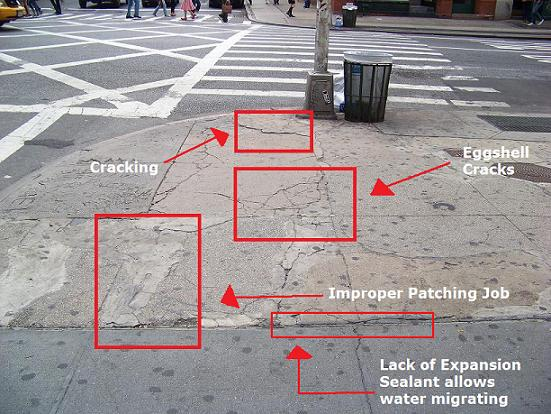 Cracking
Eggshell
Cracks
Improper Patching Job
Lack of Expansion
Sealant allows
water migrating